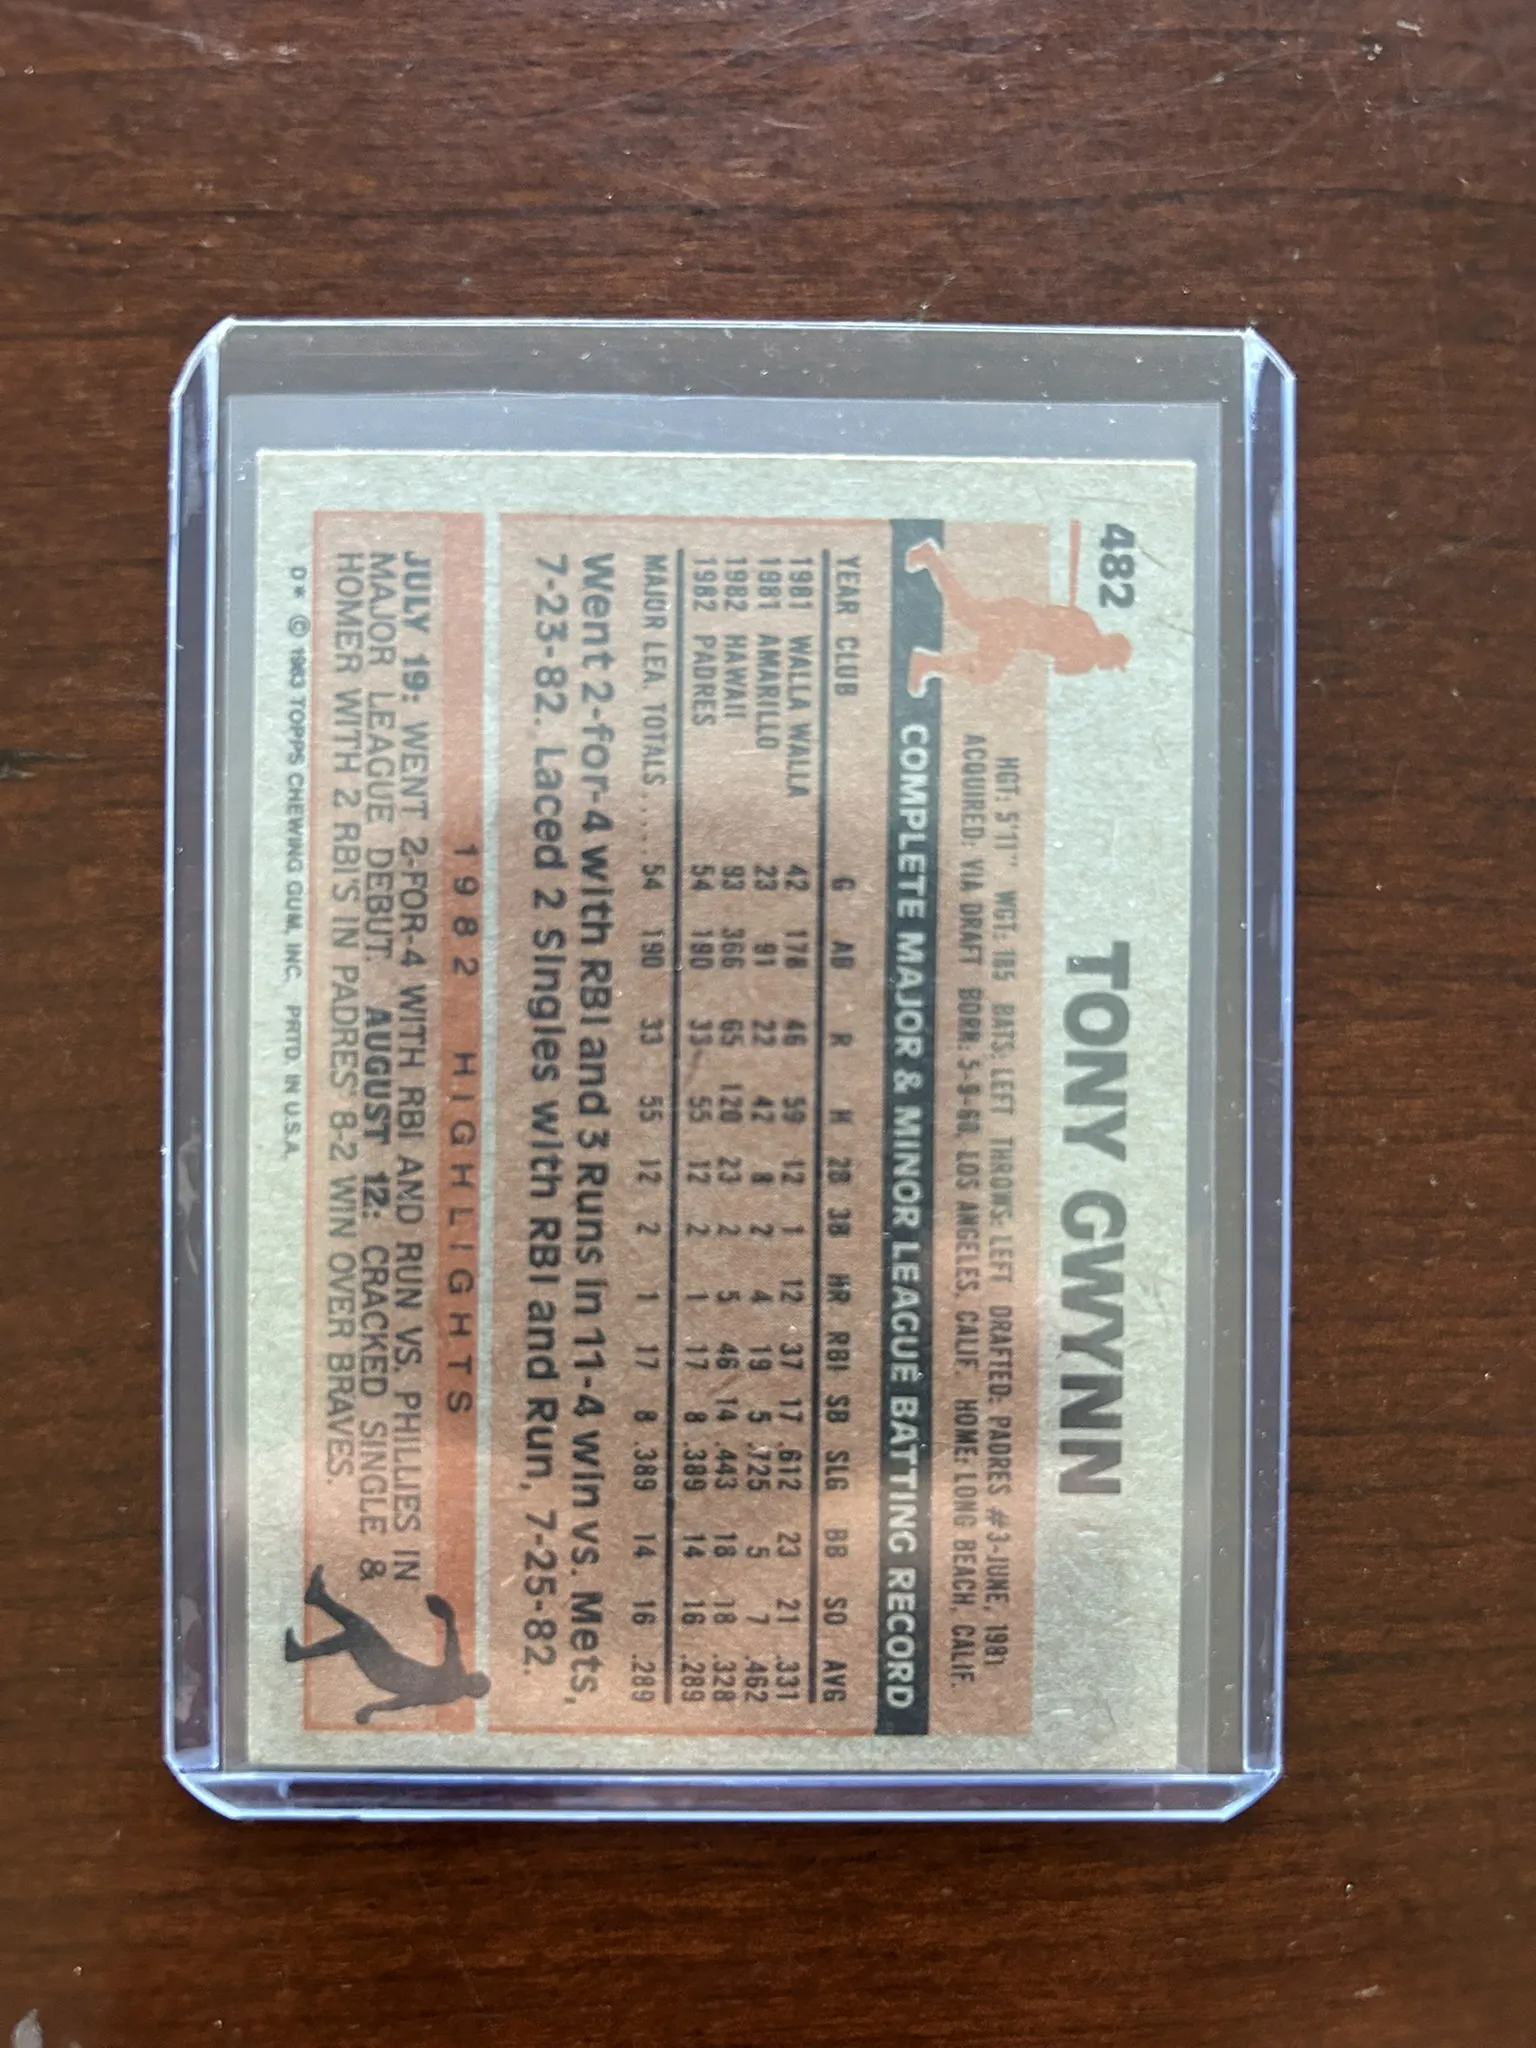 482
TONY GWYNN
HGT: 5'11" WGT: 185 BATS: LEFT THROWS: LEFT DRAFTED: PADRES #3-JUNE, 1981
ACQUIRED: VIA DRAFT BORN: 5-9-60, LOS ANGELES, CALIF. HOME: LONG BEACH, CALIF.
COMPLETE MAJOR & MINOR LEAGUE BATTING RECORD
YEAR CLUB G AB R H 2B 3B HR RBI SB SLG BB SO AVG
1981 WALLA WALLA 42 178 46 59 12 1 12 37 17 .612 23 21 .331
1981 AMARILLO 23 91 22 42 8 2 4 19 5 .725 5 7 .462
1982 HAWAII 93 366 65 120 23 2 5 46 14 .443 18 18 .328
1982 PADRES 54 190 33 55 12 2 1 17 8 .389 14 16 .289
MAJOR LEA. TOTALS.... 54 190 33 55 12 2 1 17 8 .389 14 16 .289
Went 2-for-4 with RBI and 3 Runs in 11-4 win vs. Mets,
7-23-82. Laced 2 Singles with RBI and Run, 7-25-82.
1982 HIGHLIGHTS
JULY 19: WENT 2-FOR-4 WITH RBI AND RUN VS. PHILLIES IN
MAJOR LEAGUE DEBUT. AUGUST 12: CRACKED SINGLE &
HOMER WITH 2 RBI'S IN PADRES' 8-2 WIN OVER BRAVES.
D* © 1983 TOPPS CHEWING GUM, INC. PRTD. IN U.S.A.